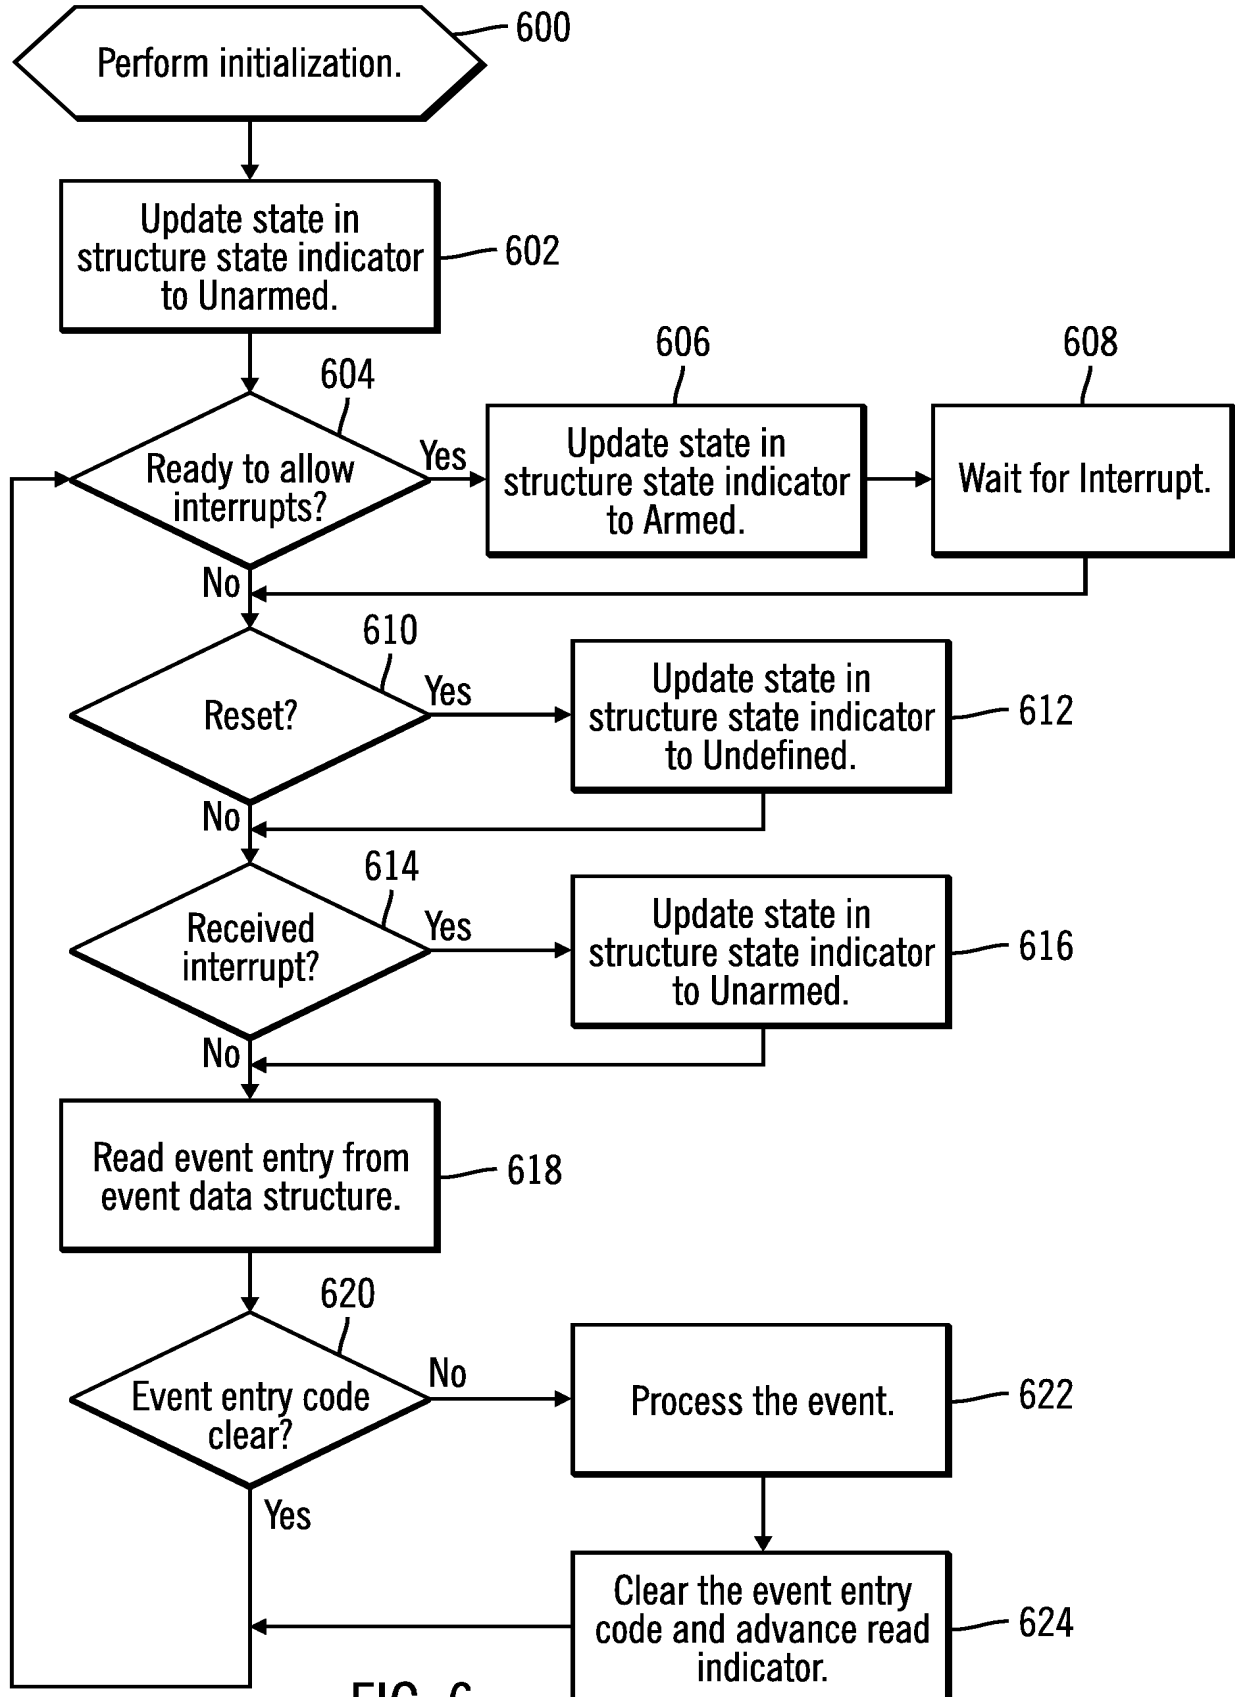 Perform initialization.
600
Update state in
structure state indicator
to Unarmed.
602
604
Ready to allow
interrupts?
Yes
No
606
Update state in
structure state indicator
to Armed.
608
Wait for Interrupt.
610
Reset?
Yes
No
Update state in
structure state indicator
to Undefined.
612
614
Received
interrupt?
Yes
No
Update state in
structure state indicator
to Unarmed.
616
Read event entry from
event data structure.
618
620
Event entry code
clear?
No
Yes
Process the event.
622
Clear the event entry
code and advance read
indicator.
624
FIG. 6